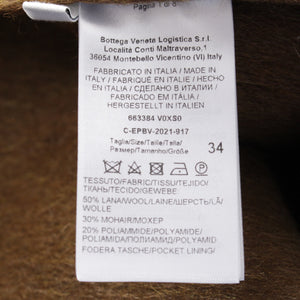 Pagina 1 di 8
Bottega Veneta Logistica S.r.l.
Località Conti Maltraverso,1
36054 Montebello Vicentino (VI) Italy
FABBRICATO IN ITALIA / MADE IN
ITALY / FABRIQUÉ EN ITALIE / HECHO
EN ITALIA / СДЕЛАНО В ИТАЛИИ /
FABRICADO EM ITÁLIA /
HERGESTELLT IN ITALIEN
663384 V0XS0
C-EPBV-2021-917
Taglia/Size/Taille/Talla/
Размер/Tamanho/Größe
34
TESSUTO/FABRIC/TISSU/TEJIDO
/ТКАНЬ/TECIDO/GEWEBE:
50% LANA/WOOL/LAINE/ШЕРСТЬ/LÃ/
WOLLE
30% MOHAIR/МОХЕР
20% POLIAMMIDE/POLYAMIDE/
POLIAMIDA/ПОЛИАМИД/POLYAMID
FODERA TASCHE/POCKET LINING/